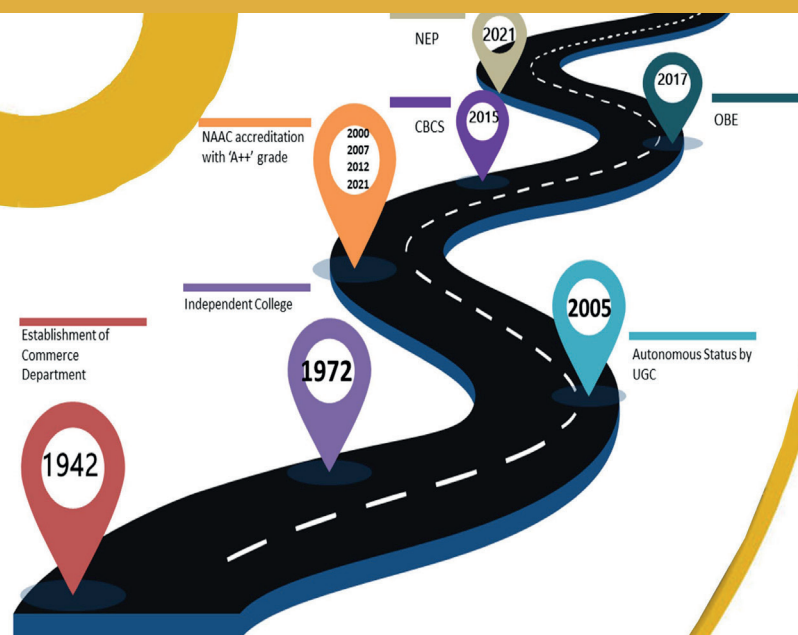 NEP
2021
2017
OBE
CBCS
2015
NAAC accreditation
with ‘A++’ grade
2000
2007
2012
2021
Independent College
1972
2005
Autonomous Status by
UGC
Establishment of
Commerce
Department
1942